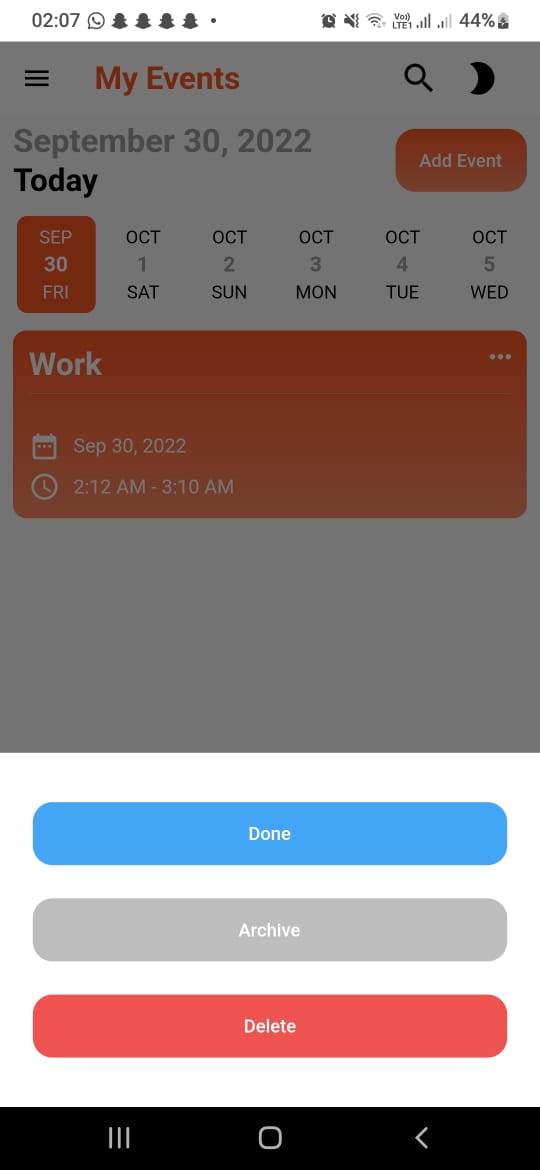 02:07 Vo)) LTE1 44%
My Events
September 30, 2022
Today
Add Event
SEP OCT OCT OCT OCT OCT
30 1 2 3 4 5
FRI SAT SUN MON TUE WED
Work
Sep 30, 2022
2:12 AM - 3:10 AM
Done
Archive
Delete